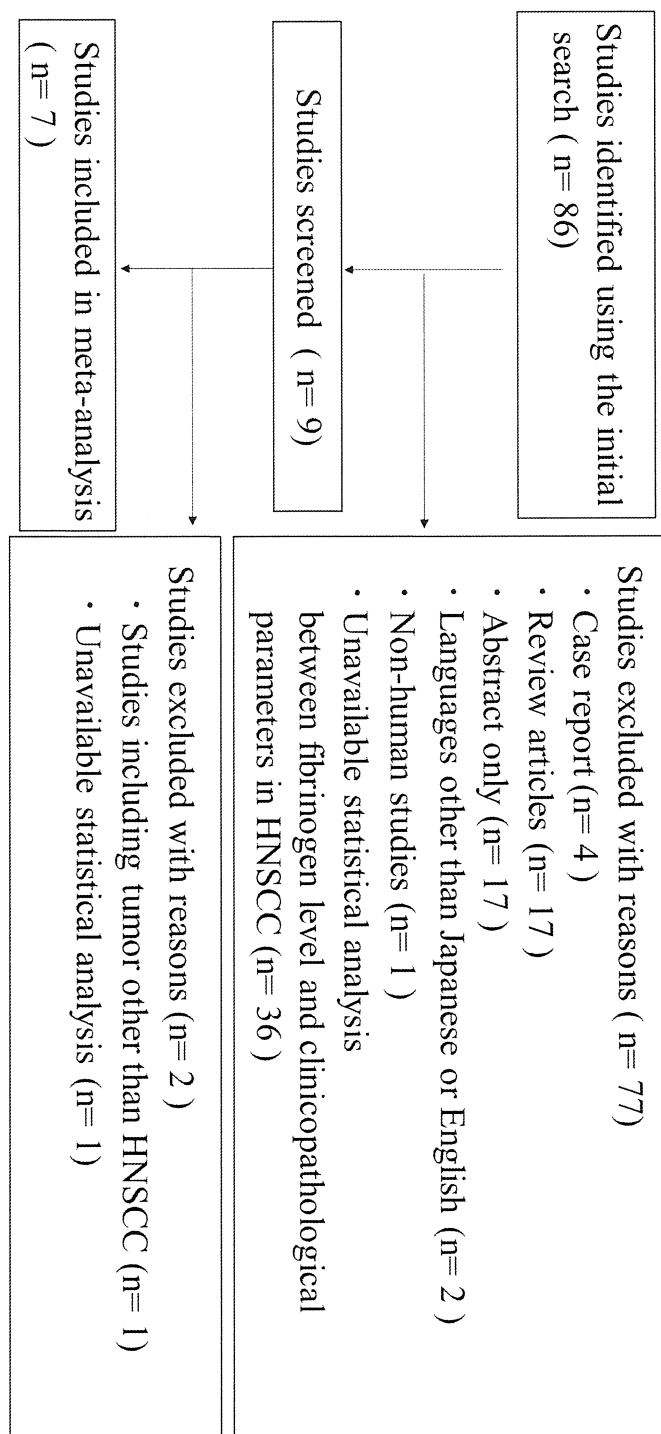 Studies identified using the initial
search ( n= 86)
Studies excluded with reasons ( n= 77)
・Case report (n= 4 )
・Review articles (n= 17 )
・Abstract only (n= 17 )
・Languages other than Japanese or English (n= 2 )
・Non-human studies (n= 1 )
・Unavailable statistical analysis
between fibrinogen level and clinicopathological
parameters in HNSCC (n= 36 )
Studies screened ( n= 9)
Studies excluded with reasons (n= 2 )
・Studies including tumor other than HNSCC (n= 1)
・Unavailable statistical analysis (n= 1)
Studies included in meta-analysis
( n= 7 )